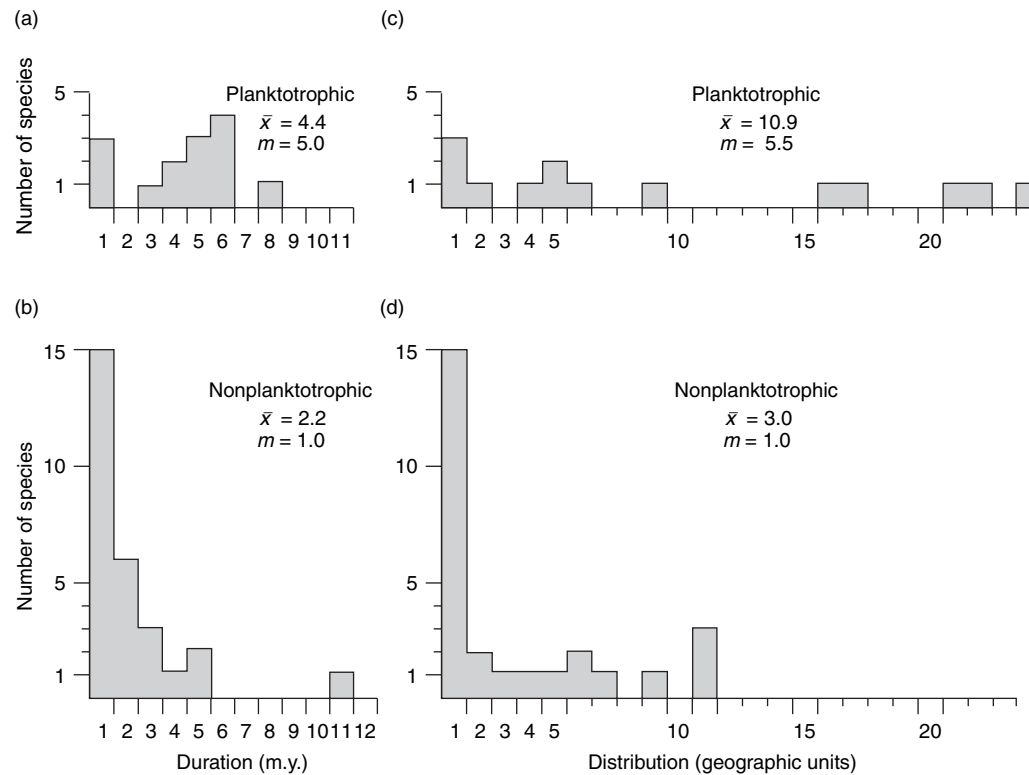 (a)
Number of species
5
1
Planktotrophic
x̄ = 4.4
m = 5.0
1 2 3 4 5 6 7 8 9 10 11
(c)
5
1
Planktotrophic
x̄ = 10.9
m = 5.5
1 2 3 4 5 10 15 20
(b)
Number of species
15
10
5
1
Nonplanktotrophic
x̄ = 2.2
m = 1.0
1 2 3 4 5 6 7 8 9 10 11 12
Duration (m.y.)
(d)
15
10
5
1
Nonplanktotrophic
x̄ = 3.0
m = 1.0
1 2 3 4 5 10 20
Distribution (geographic units)